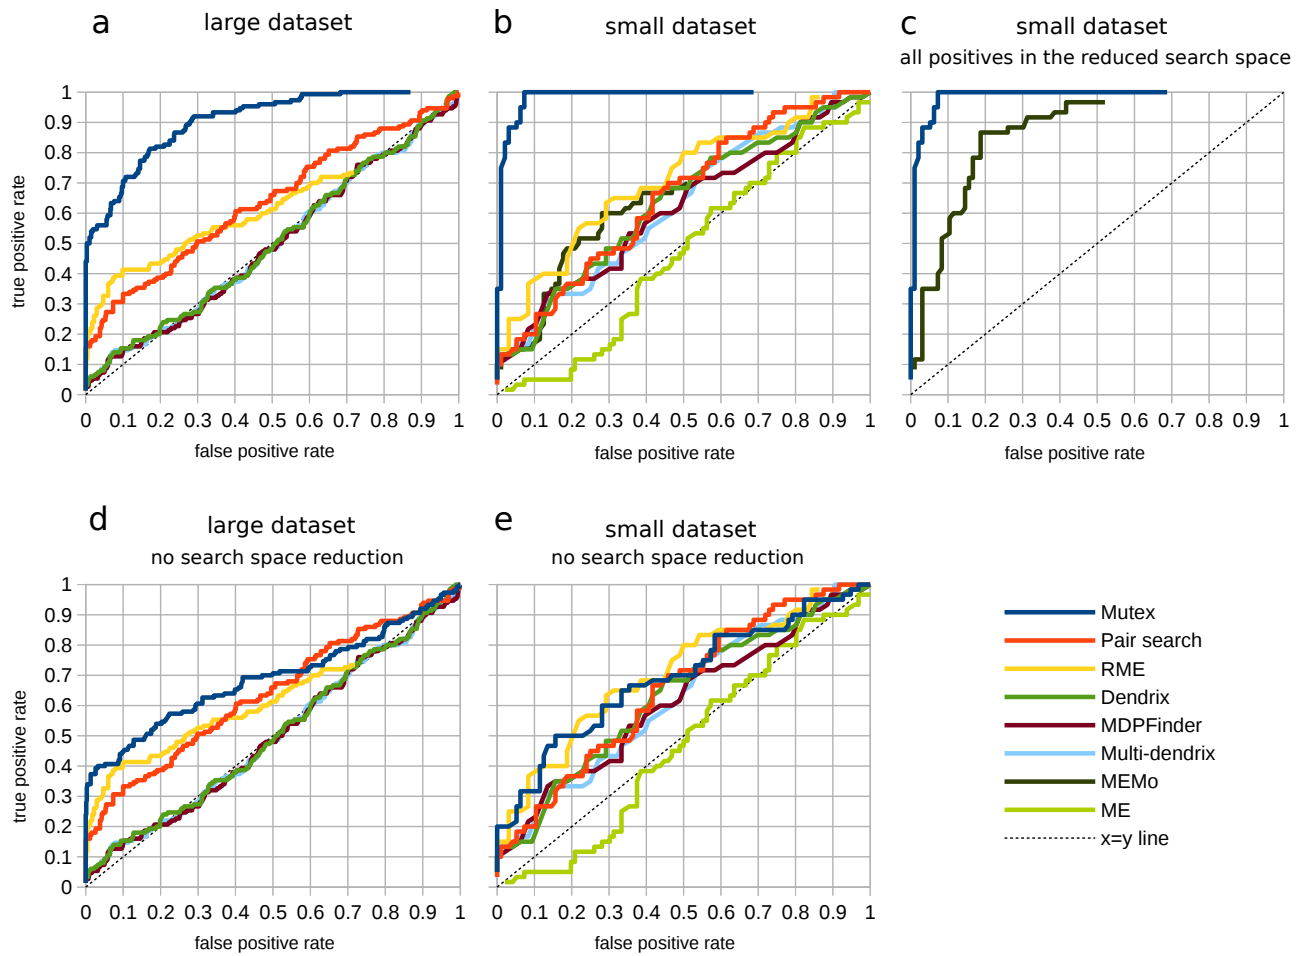 a
large dataset
1
0.9
0.8
0.7
0.6
0.5
0.4
0.3
0.2
0.1
0
true positive rate
0 0.1 0.2 0.3 0.4 0.5 0.6 0.7 0.8 0.9 1
false positive rate
b
small dataset
0 0.1 0.2 0.3 0.4 0.5 0.6 0.7 0.8 0.9 1
false positive rate
c
small dataset
all positives in the reduced search space
0 0.1 0.2 0.3 0.4 0.5 0.6 0.7 0.8 0.9 1
false positive rate
d
large dataset
no search space reduction
1
0.9
0.8
0.7
0.6
0.5
0.4
0.3
0.2
0.1
0
true positive rate
0 0.1 0.2 0.3 0.4 0.5 0.6 0.7 0.8 0.9 1
false positive rate
e
small dataset
no search space reduction
0 0.1 0.2 0.3 0.4 0.5 0.6 0.7 0.8 0.9 1
false positive rate
Mutex
Pair search
RME
Dendrix
MDPFinder
Multi-dendrix
MEMo
ME
x=y line